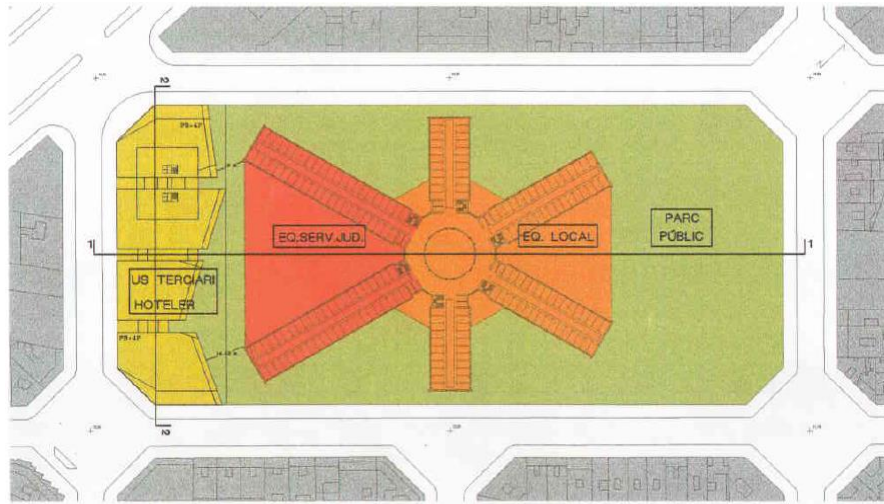 2
PB+4P
EQ.SERV.JUD.
EQ. LOCAL
PARC
PÚBLIC
1
1
US TERCIARI
HOTELER
PB+4P
2